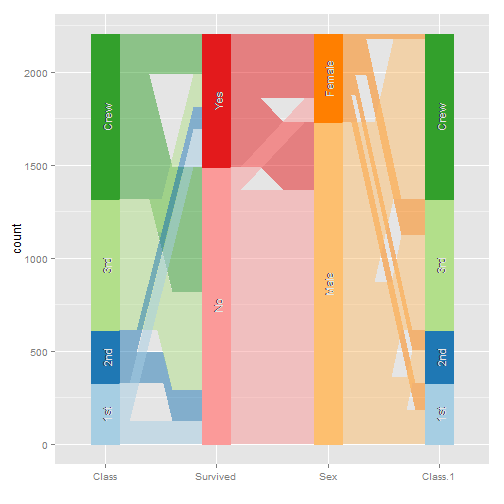 2000
1500
1000
500
0
count
Crew
3rd
2nd
1st
Yes
No
Female
Male
Crew
3rd
2nd
1st
Class
Survived
Sex
Class.1